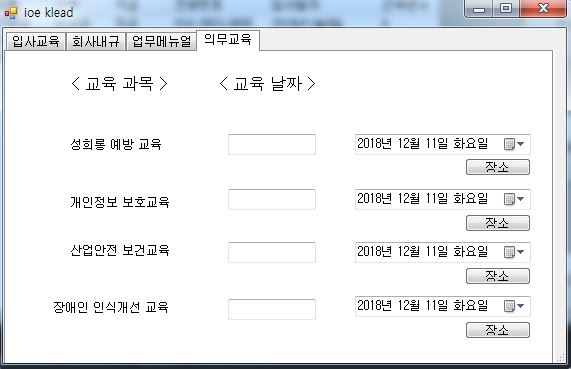 ioe klead
입사교육 회사내규 업무메뉴얼 의무교육
< 교육 과목 > < 교육 날짜 >
성희롱 예방 교육 2018년 12월 11일 화요일
장소
개인정보 보호교육 2018년 12월 11일 화요일
장소
산업안전 보건교육 2018년 12월 11일 화요일
장소
장애인 인식개선 교육 2018년 12월 11일 화요일
장소